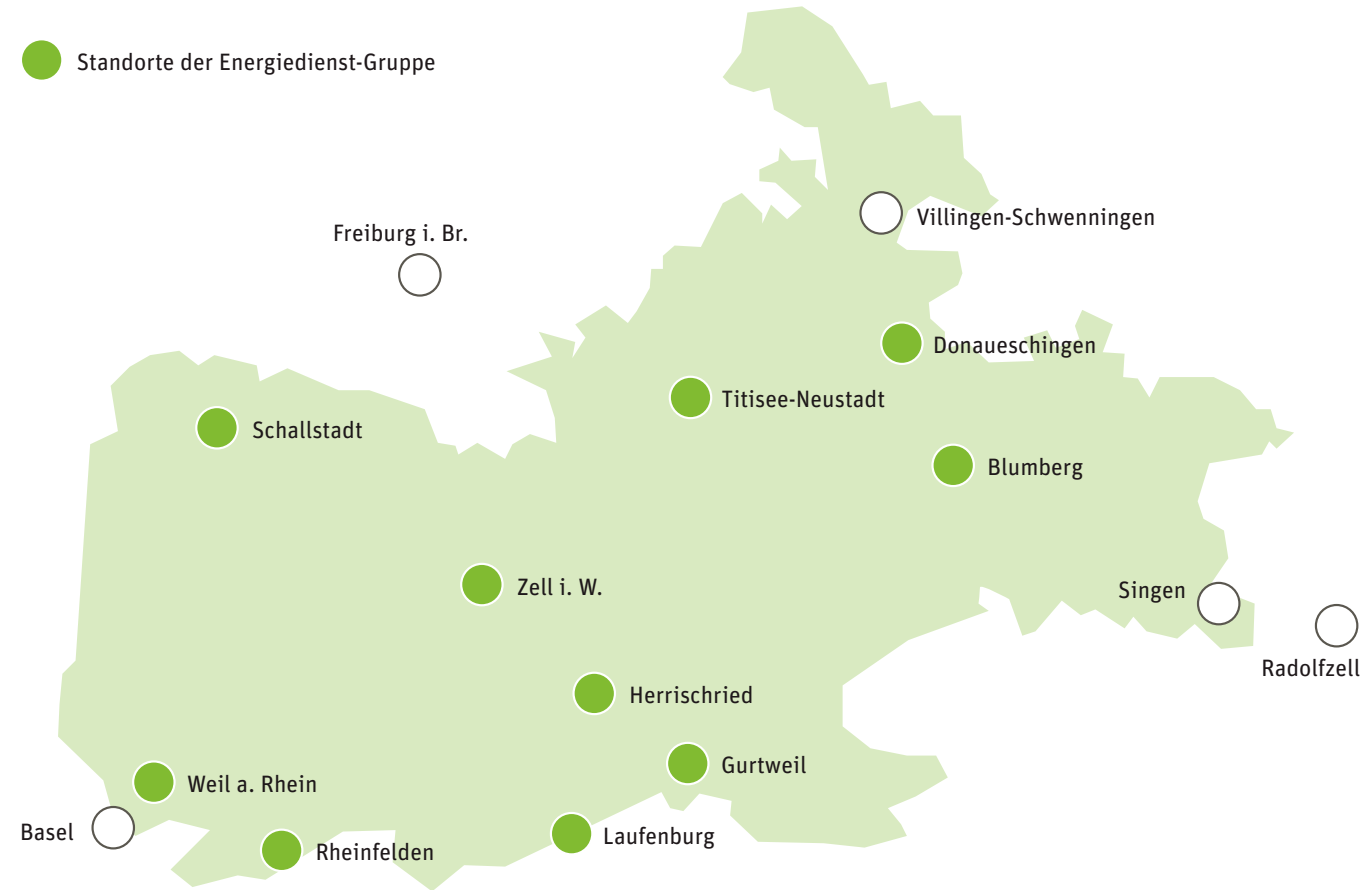 Standorte der Energiedienst-Gruppe
Villingen-Schwenningen
Freiburg i. Br.
Donaueschingen
Titisee-Neustadt
Schallstadt
Blumberg
Zell i. W.
Singen
Radolfzell
Herrischried
Gurtweil
Weil a. Rhein
Basel
Laufenburg
Rheinfelden